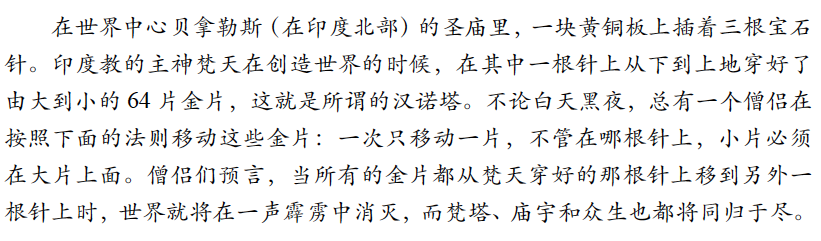 在世界中心贝拿勒斯（在印度北部）的圣庙里，一块黄铜板上插着三根宝石
针。印度教的主神梵天在创造世界的时候，在其中一根针上从下到上地穿好了
由大到小的 64 片金片，这就是所谓的汉诺塔。不论白天黑夜，总有一个僧侣在
按照下面的法则移动这些金片：一次只移动一片，不管在哪根针上，小片必须
在大片上面。僧侣们预言，当所有的金片都从梵天穿好的那根针上移到另外一
根针上时，世界就将在一声霹雳中消灭，而梵塔、庙宇和众生也都将同归于尽。